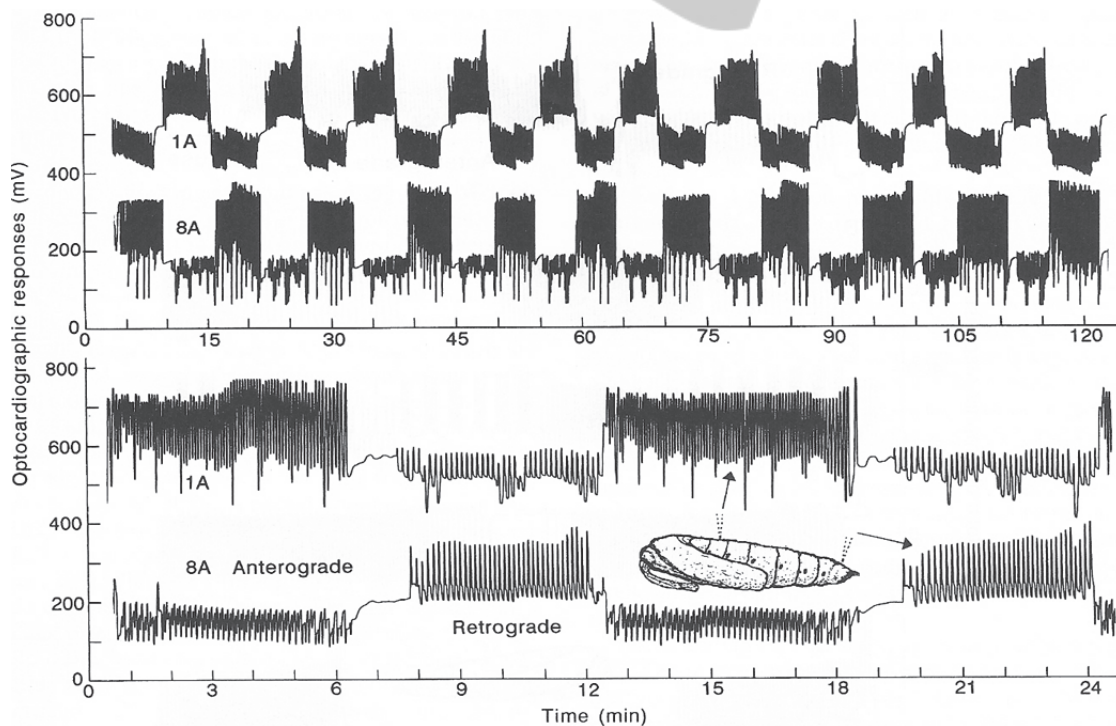 800
600
1A
400
8A
200
0
0 15 30 45 60 75 90 105 120
Optocardiographic responses (mV)
800
600
1A
400
8A Anterograde
200
Retrograde
0
0 3 6 9 12 15 18 21 24
Time (min)